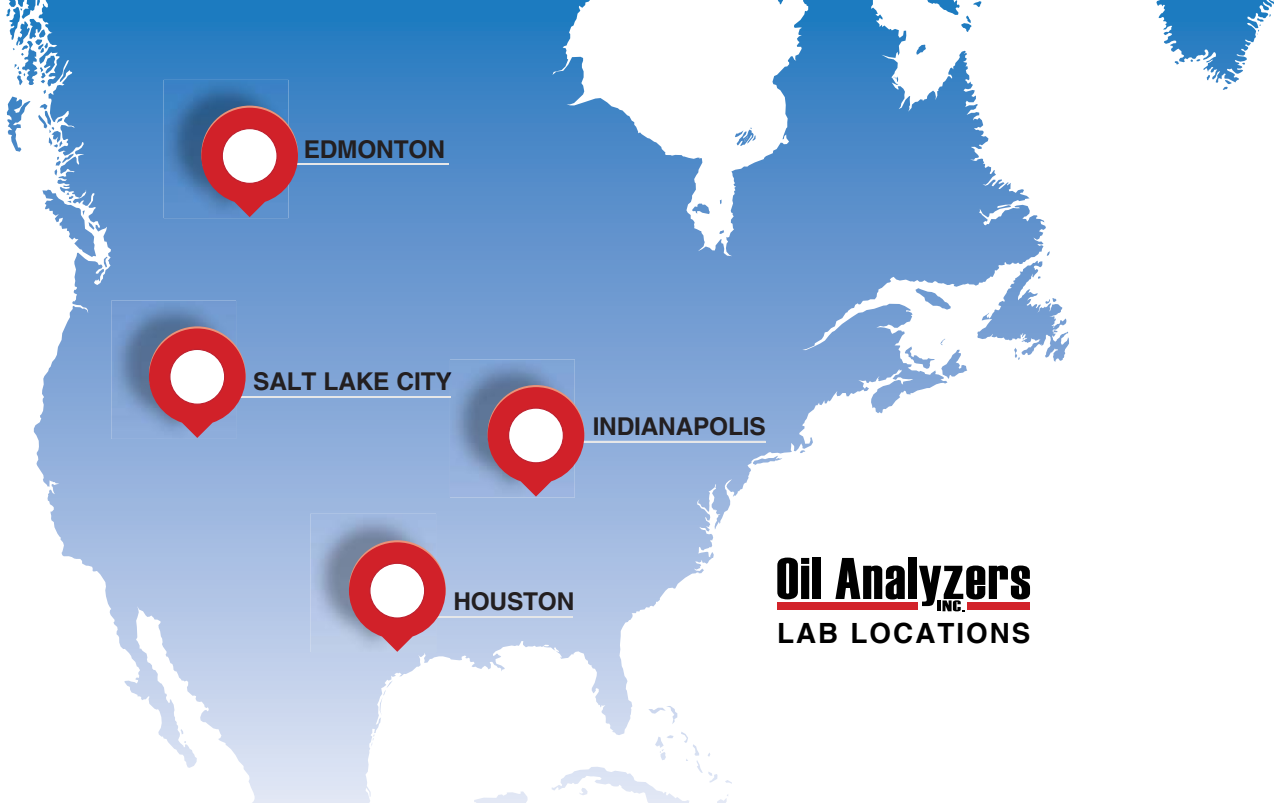 EDMONTON
SALT LAKE CITY
INDIANAPOLIS
HOUSTON
Oil Analyzers
INC.
LAB LOCATIONS